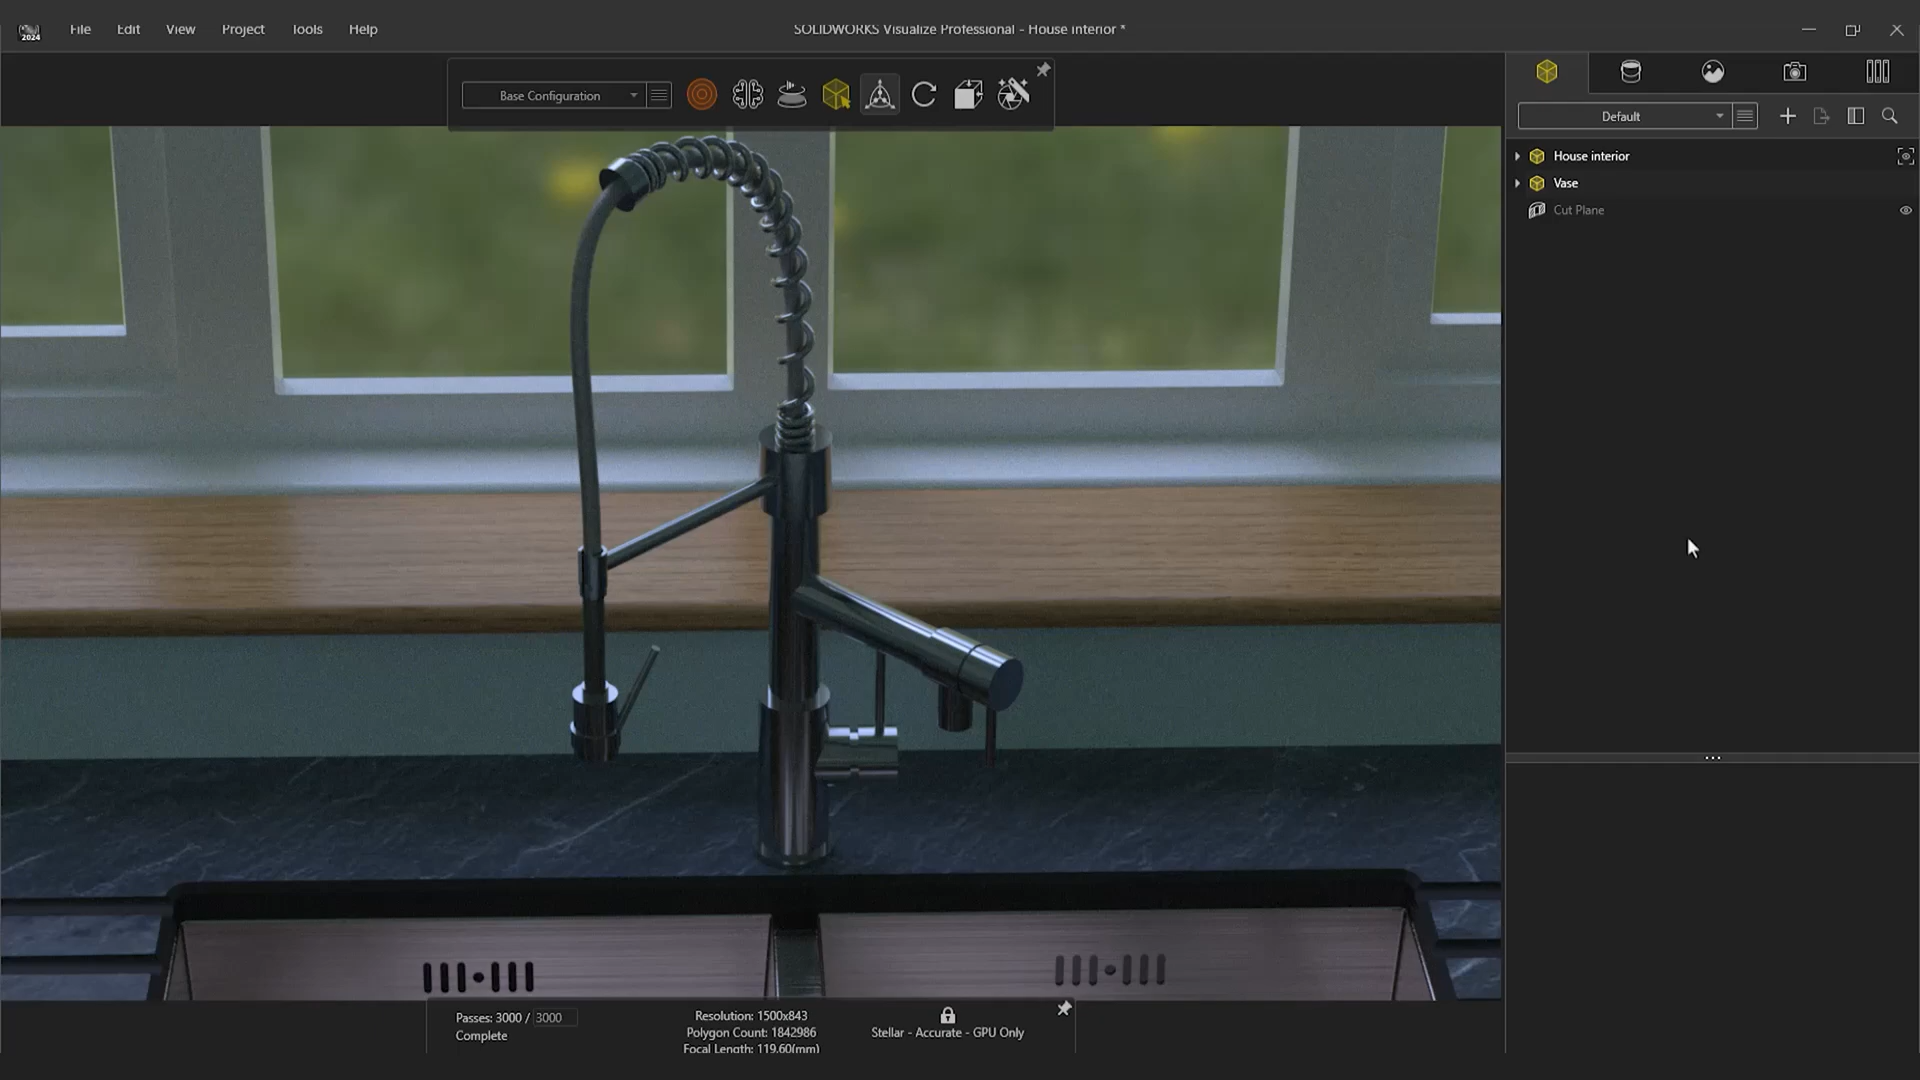 2024
File Edit View Project Tools Help
SOLIDWORKS Visualize Professional - House interior *
Base Configuration
Default
House interior
Vase
Cut Plane
Passes: 3000 / 3000
Complete
Resolution: 1500x843
Polygon Count: 1842986
Focal Length: 119.60(mm)
Stellar - Accurate - GPU Only